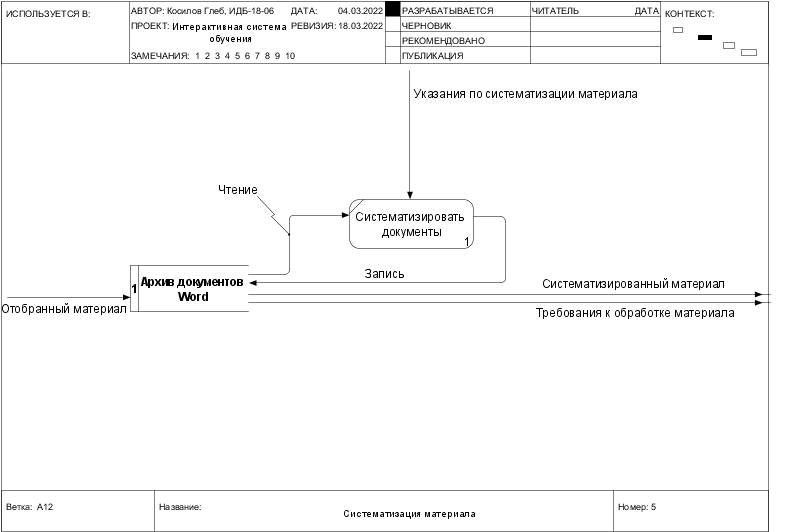 ИСПОЛЬЗУЕТСЯ В:
АВТОР: Косилов Глеб, ИДБ-18-06
ДАТА: 04.03.2022
РАЗРАБАТЫВАЕТСЯ
ЧИТАТЕЛЬ
ДАТА
КОНТЕКСТ:
ПРОЕКТ: Интерактивная система
обучения
РЕВИЗИЯ: 18.03.2022
ЧЕРНОВИК
РЕКОМЕНДОВАНО
ЗАМЕЧАНИЯ: 1 2 3 4 5 6 7 8 9 10
ПУБЛИКАЦИЯ
Указания по систематизации материала
Чтение
Систематизировать
документы
1
Запись
1
Архив документов
Word
Отобранный материал
Систематизированный материал
Требования к обработке материала
Ветка: A12
Название:
Систематизация материала
Номер: 5